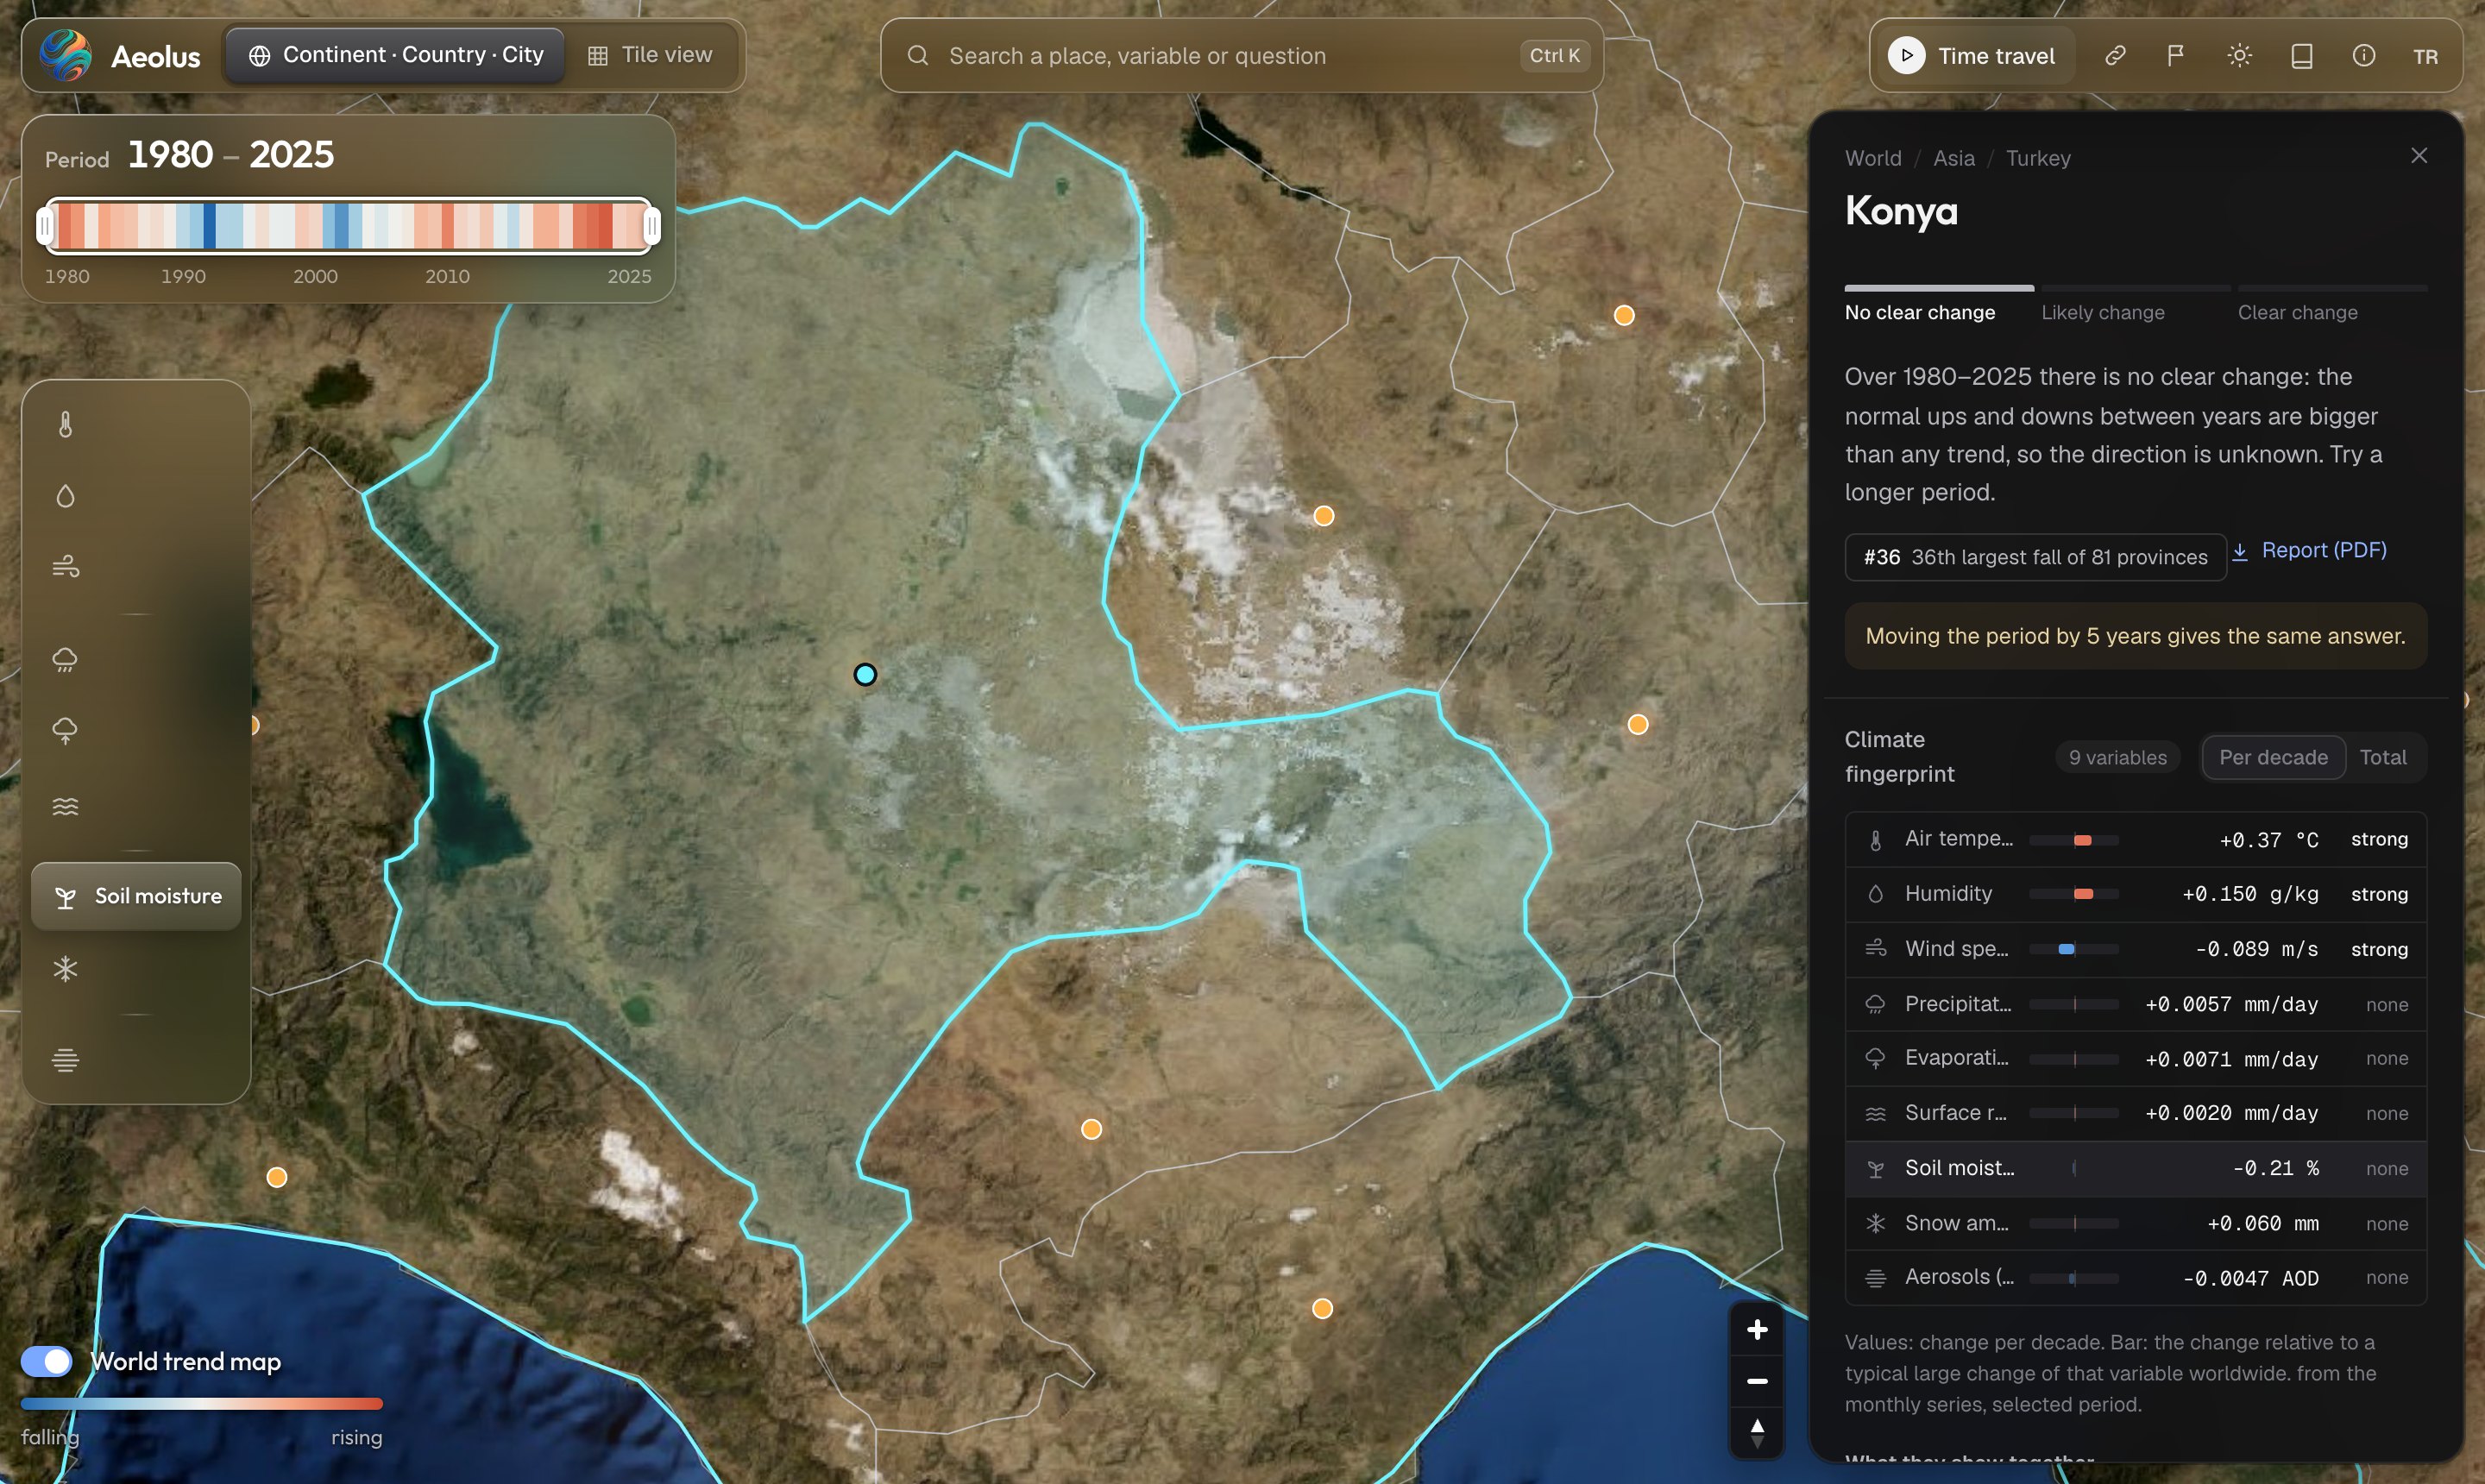 Aeolus
Continent · Country · City
Tile view
Search a place, variable or question
Ctrl K
Time travel
TR
Period 1980 – 2025
1980 1990 2000 2010 2025
Soil moisture
World trend map
falling rising
World / Asia / Turkey
Konya
No clear change Likely change Clear change
Over 1980–2025 there is no clear change: the
normal ups and downs between years are bigger
than any trend, so the direction is unknown. Try a
longer period.
#36 36th largest fall of 81 provinces
Report (PDF)
Moving the period by 5 years gives the same answer.
Climate
fingerprint
9 variables
Per decade Total
Air tempe... +0.37 °C strong
Humidity +0.150 g/kg strong
Wind spe... -0.089 m/s strong
Precipitat... +0.0057 mm/day none
Evaporati... +0.0071 mm/day none
Surface r... +0.0020 mm/day none
Soil moist... -0.21 % none
Snow am... +0.060 mm none
Aerosols (... -0.0047 AOD none
Values: change per decade. Bar: the change relative to a
typical large change of that variable worldwide. from the
monthly series, selected period.
What they show together